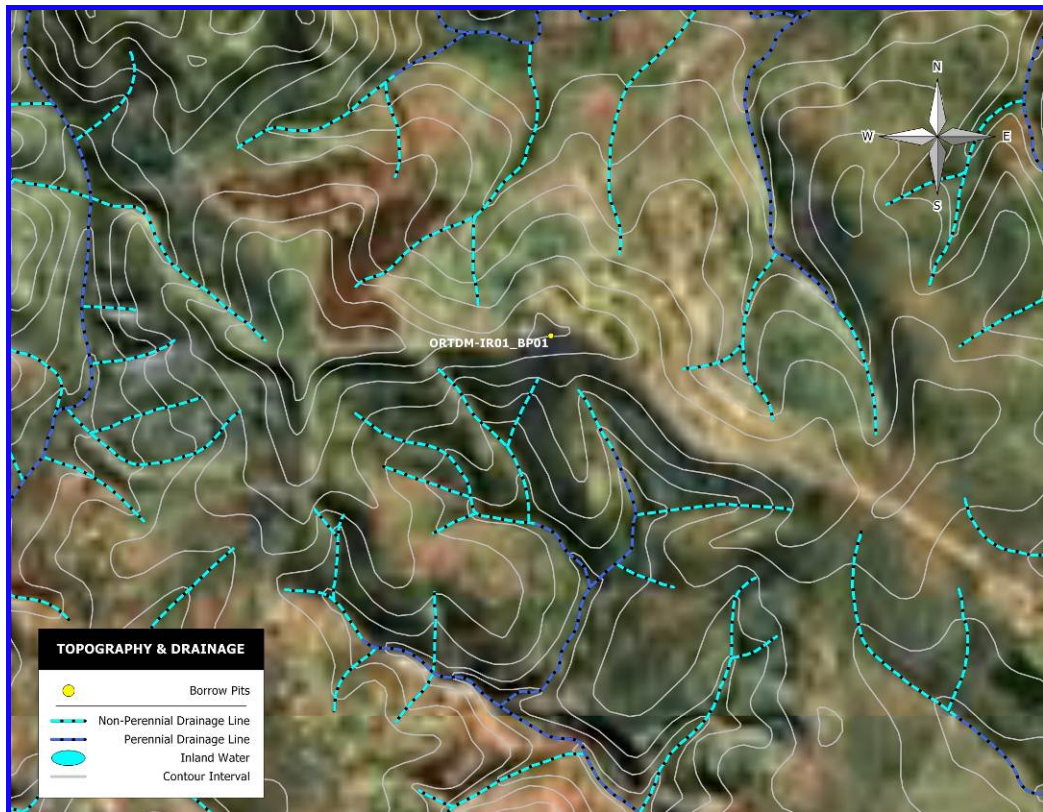 N
W E
S
ORTDM-IR01_BP01
TOPOGRAPHY & DRAINAGE
Borrow Pits
Non-Perennial Drainage Line
Perennial Drainage Line
Inland Water
Contour Interval